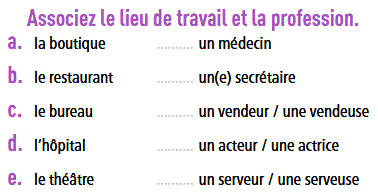 Associez le lieu de travail et la profession.
a. la boutique .......... un médecin
b. le restaurant .......... un(e) secrétaire
c. le bureau .......... un vendeur / une vendeuse
d. l'hôpital .......... un acteur / une actrice
e. le théâtre .......... un serveur / une serveuse